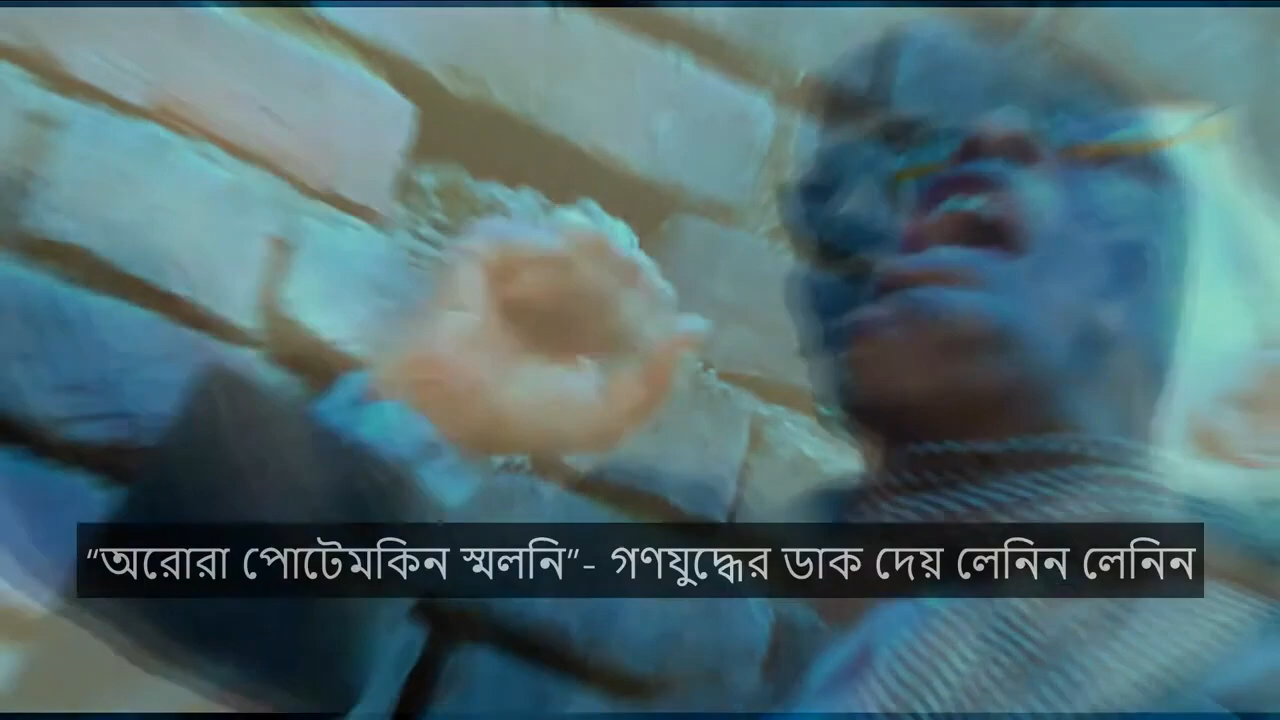 “অরোরা পোটেমকিন স্মলনি”- গণযুদ্ধের ডাক দেয় লেনিন লেনিন